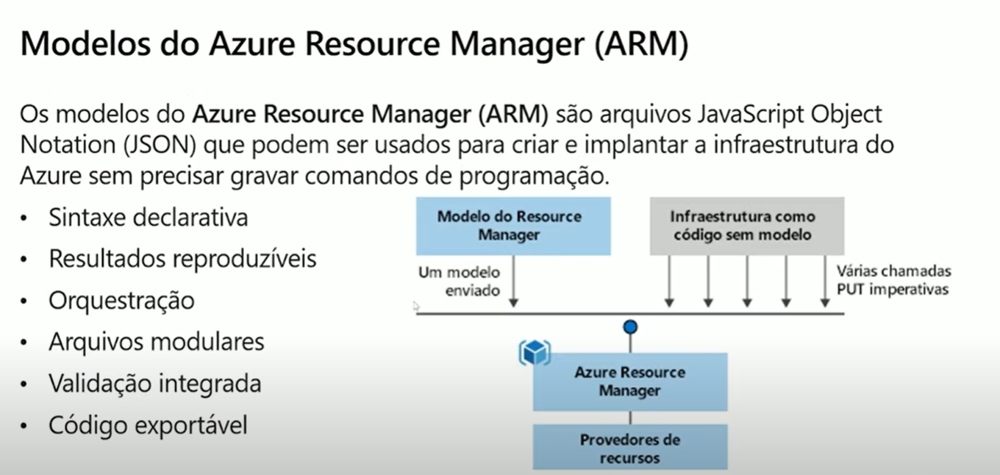 Modelos do Azure Resource Manager (ARM)
Os modelos do Azure Resource Manager (ARM) são arquivos JavaScript Object
Notation (JSON) que podem ser usados para criar e implantar a infraestrutura do
Azure sem precisar gravar comandos de programação.
• Sintaxe declarativa
• Resultados reproduzíveis
• Orquestração
• Arquivos modulares
• Validação integrada
• Código exportável
Modelo do Resource
Manager
Infraestrutura como
código sem modelo
Um modelo
enviado
Várias chamadas
PUT imperativas
Azure Resource
Manager
Provedores de
recursos